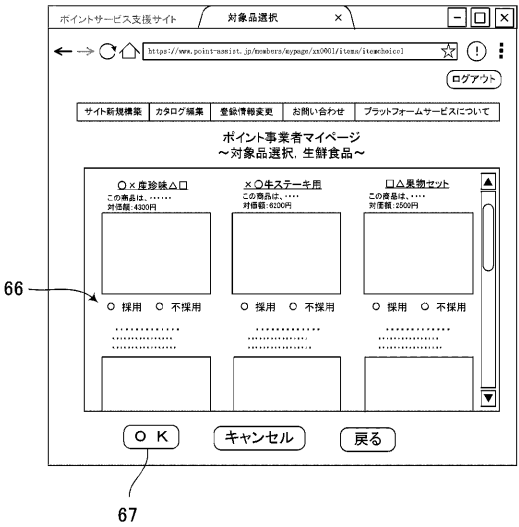 ポイントサービス支援サイト 対象品選択 ×
https://www.point-assist.jp/members/mypage/xx0001/items/itemchoice1
ログアウト
サイト新規構築 カタログ編集 登録情報変更 お問い合わせ プラットフォームサービスについて
ポイント事業者マイページ
～対象品選択, 生鮮食品～
○×産珍味△□ ×○牛ステーキ用 □△果物セット
この商品は、‥‥‥ この商品は、‥‥ この商品は、‥‥
対価額：4300円 対価額：6200円 対価額：2500円
66
○ 採用 ○ 不採用 ○ 採用 ○ 不採用 ○ 採用 ○ 不採用
ＯＫ キャンセル 戻る
67